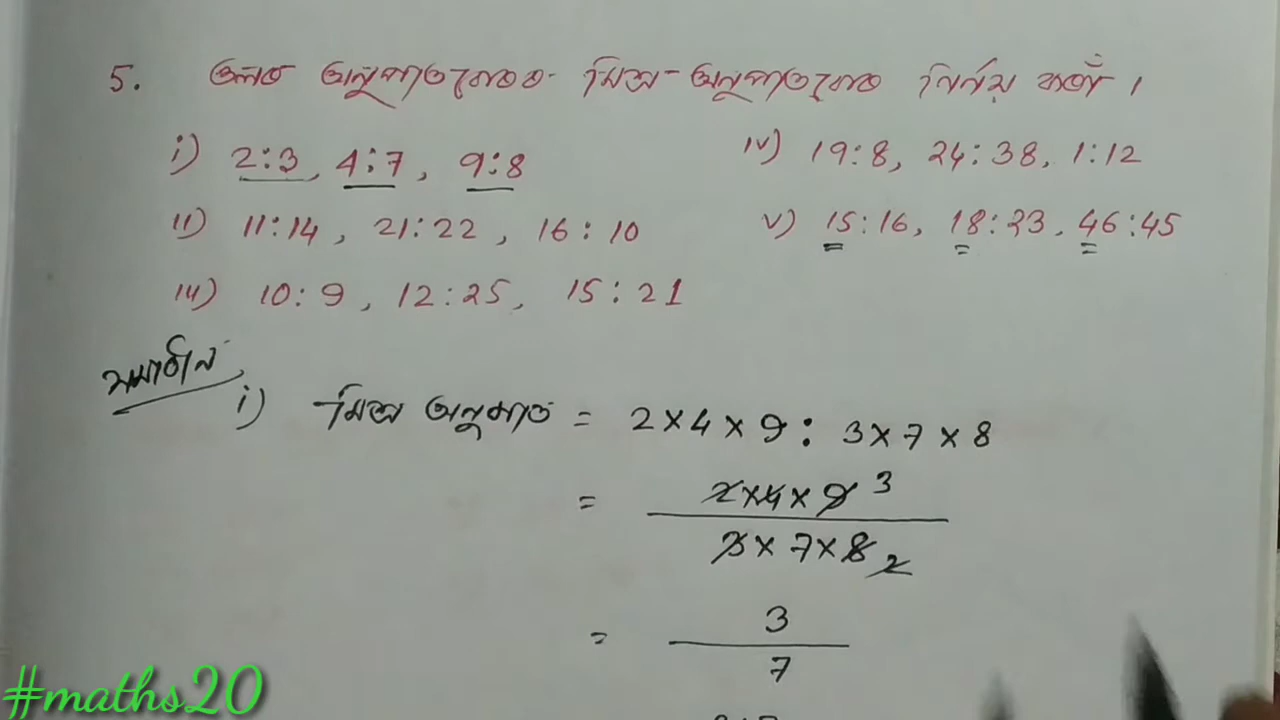 5. তলৰ অনুপাতবোৰৰ মিশ্ৰ-অনুপাতবোৰ নিৰ্ণয় কৰাঁ।
i) 2:3, 4:7, 9:8
ii) 11:14, 21:22, 16:10
iii) 10:9, 12:25, 15:21
iv) 19:8, 24:38, 1:12
v) 15:16, 18:23, 46:45
সমাধান,
i) মিশ্ৰ অনুপাত = 2×4×9 : 3×7×8
= 2×4×9 3
3×7×8 2
= 3
7
#maths20